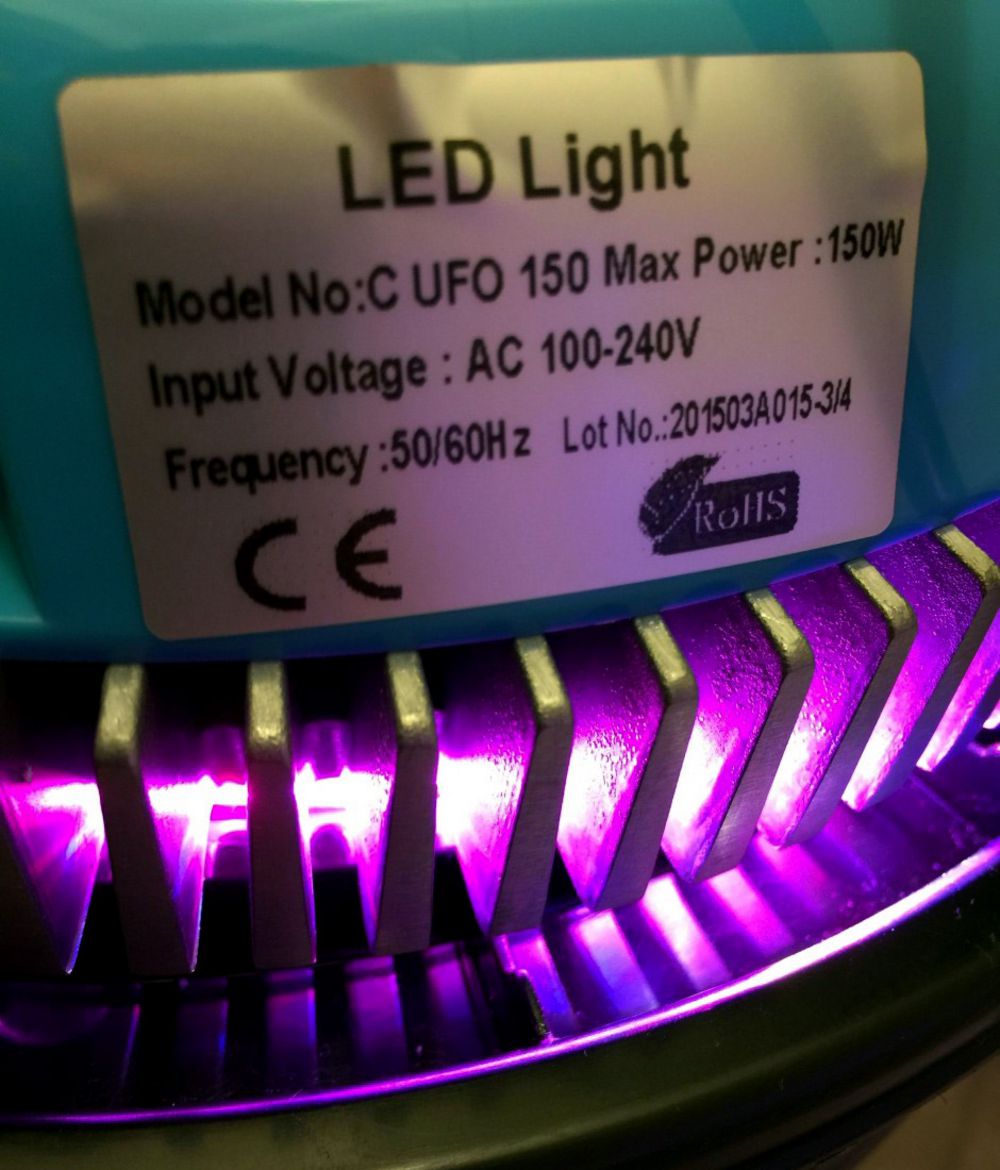 LED Light
Model No:C UFO 150 Max Power :150W
Input Voltage : AC 100-240V
Frequency :50/60Hz Lot No.:201503A015-3/4
CE RoHS